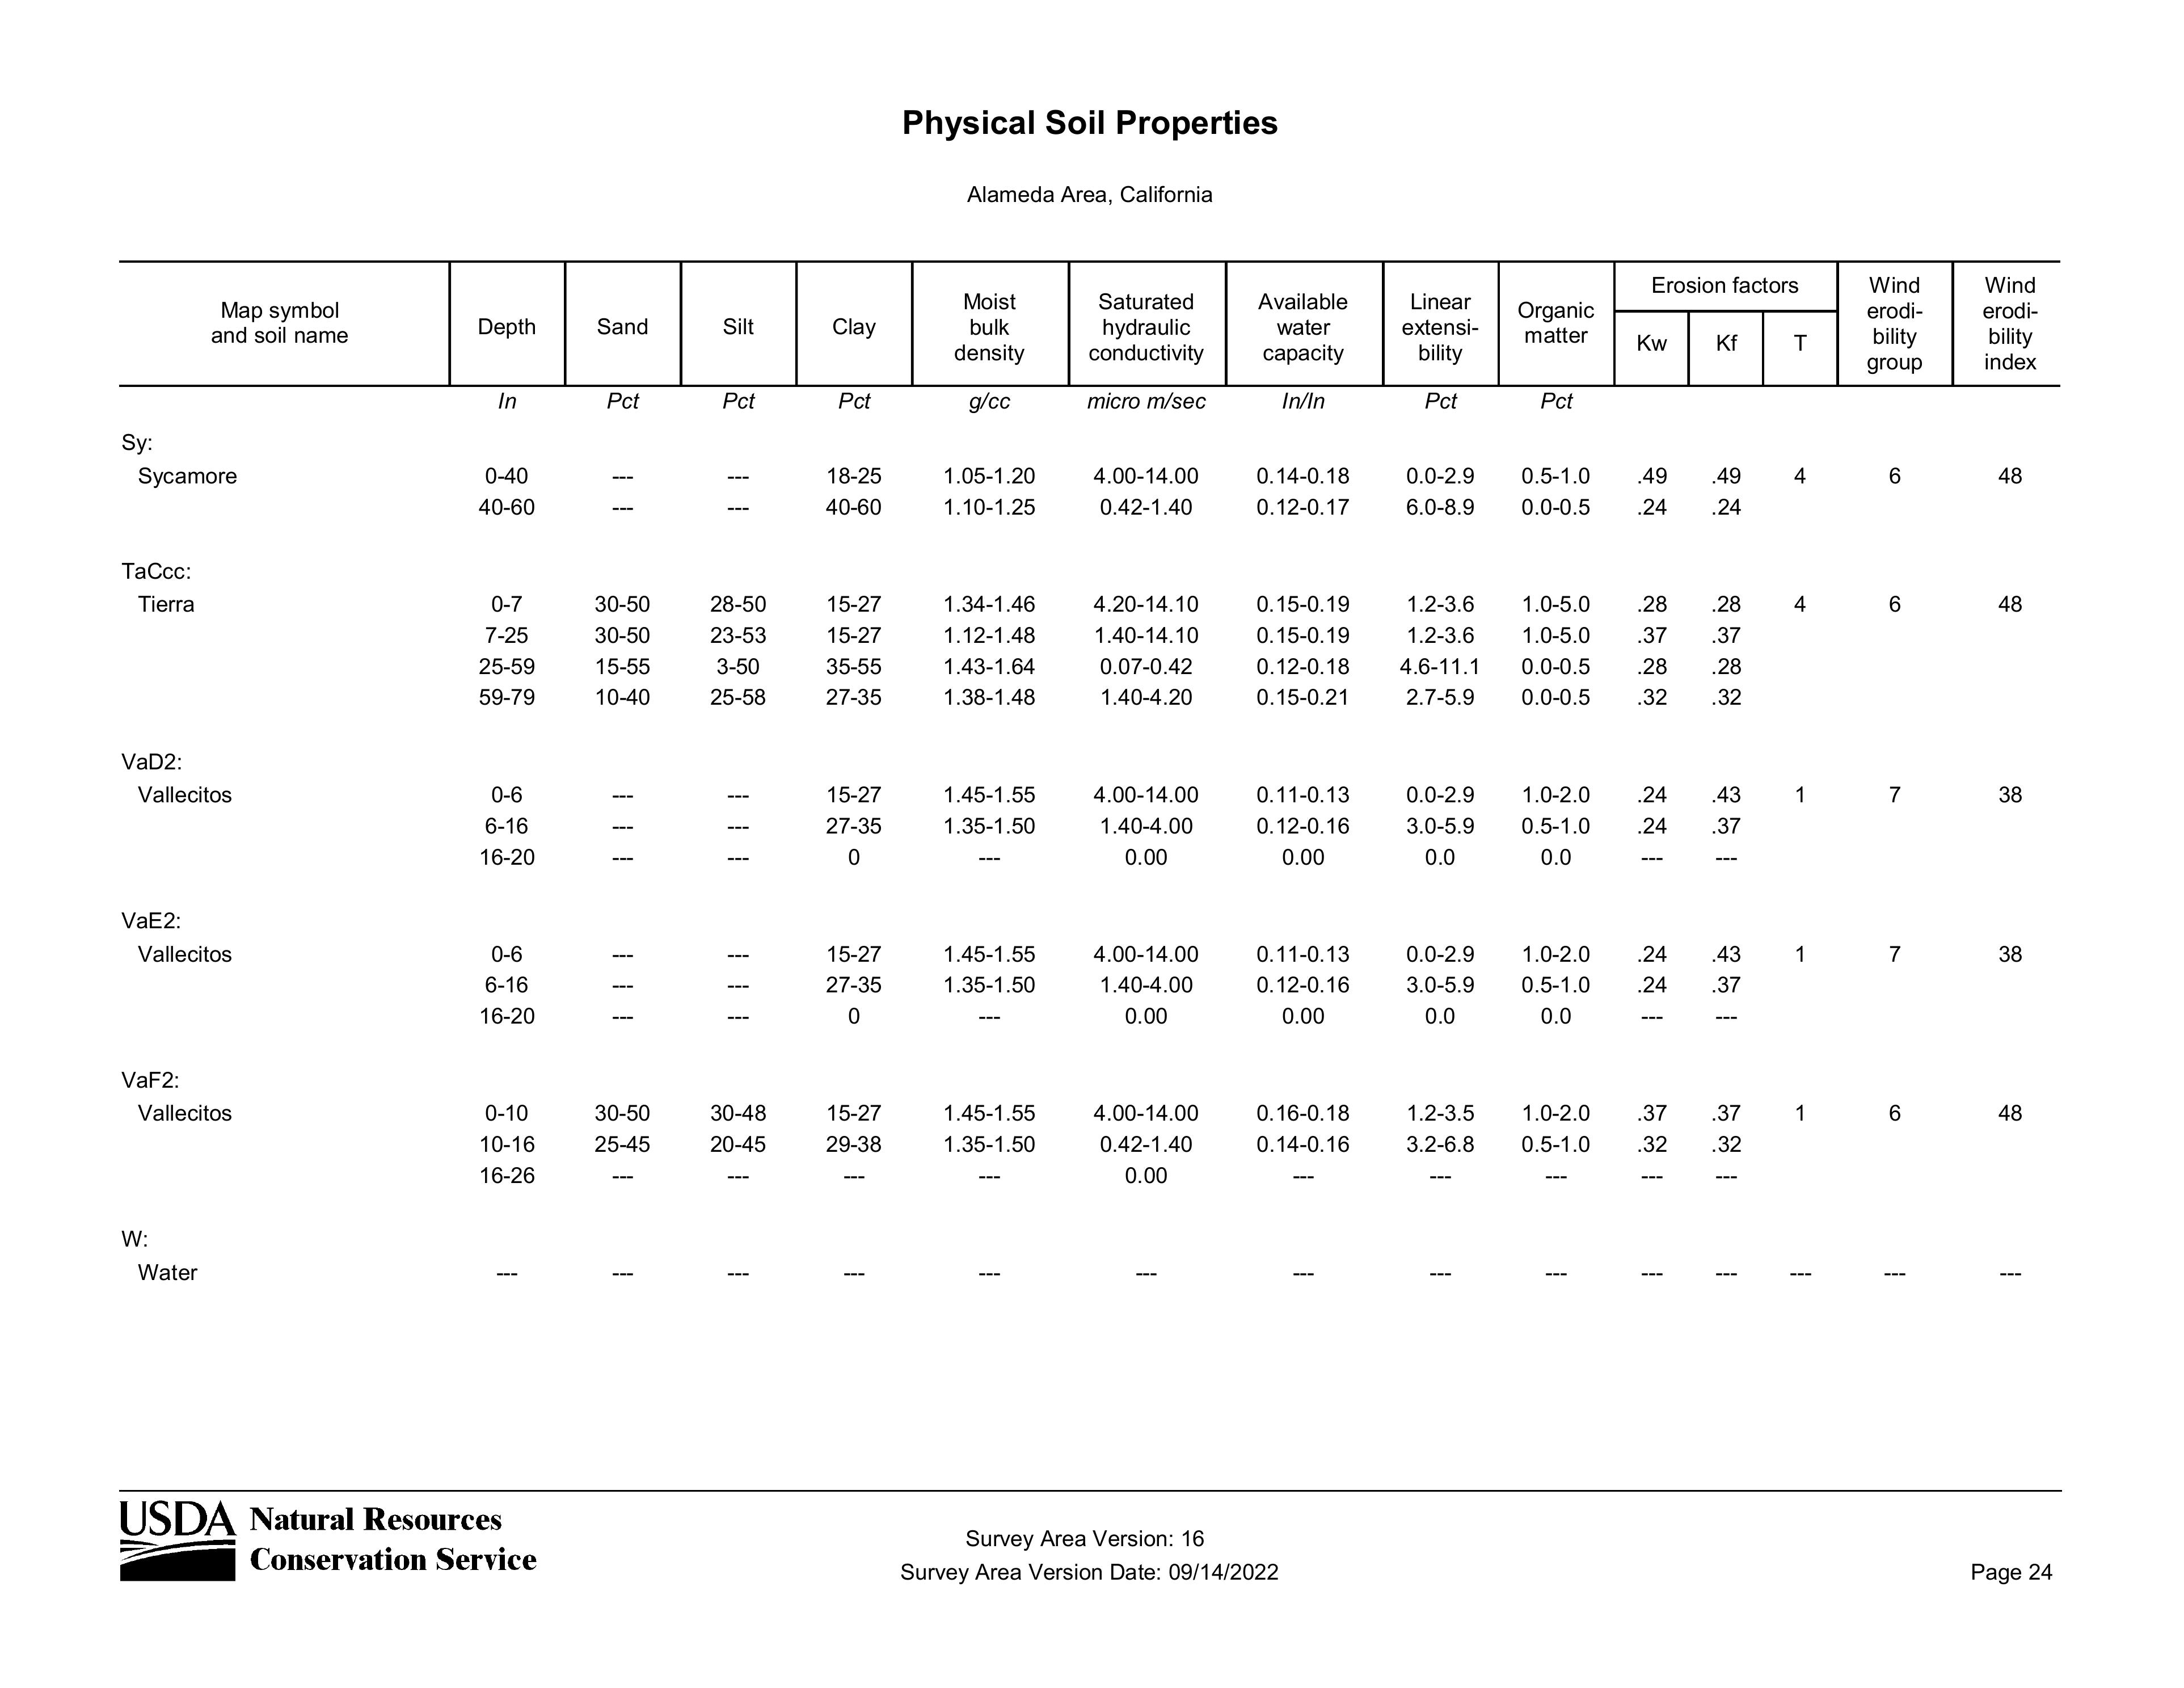 Physical Soil Properties
Alameda Area, California
Map symbol and soil name | Depth | Sand | Silt | Clay | Moist bulk density | Saturated hydraulic conductivity | Available water capacity | Linear extensi-bility | Organic matter | Erosion factors Kw | Kf | T | Wind erodi-bility group | Wind erodi-bility index
In Pct Pct Pct g/cc micro m/sec In/In Pct Pct
Sy:
Sycamore 0-40 --- --- 18-25 1.05-1.20 4.00-14.00 0.14-0.18 0.0-2.9 0.5-1.0 .49 .49 4 6 48
40-60 --- --- 40-60 1.10-1.25 0.42-1.40 0.12-0.17 6.0-8.9 0.0-0.5 .24 .24
TaCcc:
Tierra 0-7 30-50 28-50 15-27 1.34-1.46 4.20-14.10 0.15-0.19 1.2-3.6 1.0-5.0 .28 .28 4 6 48
7-25 30-50 23-53 15-27 1.12-1.48 1.40-14.10 0.15-0.19 1.2-3.6 1.0-5.0 .37 .37
25-59 15-55 3-50 35-55 1.43-1.64 0.07-0.42 0.12-0.18 4.6-11.1 0.0-0.5 .28 .28
59-79 10-40 25-58 27-35 1.38-1.48 1.40-4.20 0.15-0.21 2.7-5.9 0.0-0.5 .32 .32
VaD2:
Vallecitos 0-6 --- --- 15-27 1.45-1.55 4.00-14.00 0.11-0.13 0.0-2.9 1.0-2.0 .24 .43 1 7 38
6-16 --- --- 27-35 1.35-1.50 1.40-4.00 0.12-0.16 3.0-5.9 0.5-1.0 .24 .37
16-20 --- --- 0 --- 0.00 0.00 0.0 0.0 --- ---
VaE2:
Vallecitos 0-6 --- --- 15-27 1.45-1.55 4.00-14.00 0.11-0.13 0.0-2.9 1.0-2.0 .24 .43 1 7 38
6-16 --- --- 27-35 1.35-1.50 1.40-4.00 0.12-0.16 3.0-5.9 0.5-1.0 .24 .37
16-20 --- --- 0 --- 0.00 0.00 0.0 0.0 --- ---
VaF2:
Vallecitos 0-10 30-50 30-48 15-27 1.45-1.55 4.00-14.00 0.16-0.18 1.2-3.5 1.0-2.0 .37 .37 1 6 48
10-16 25-45 20-45 29-38 1.35-1.50 0.42-1.40 0.14-0.16 3.2-6.8 0.5-1.0 .32 .32
16-26 --- --- --- --- 0.00 --- --- --- --- ---
W:
Water --- --- --- --- --- --- --- --- --- --- --- --- --- ---
USDA Natural Resources
Conservation Service
Survey Area Version: 16
Survey Area Version Date: 09/14/2022
Page 24